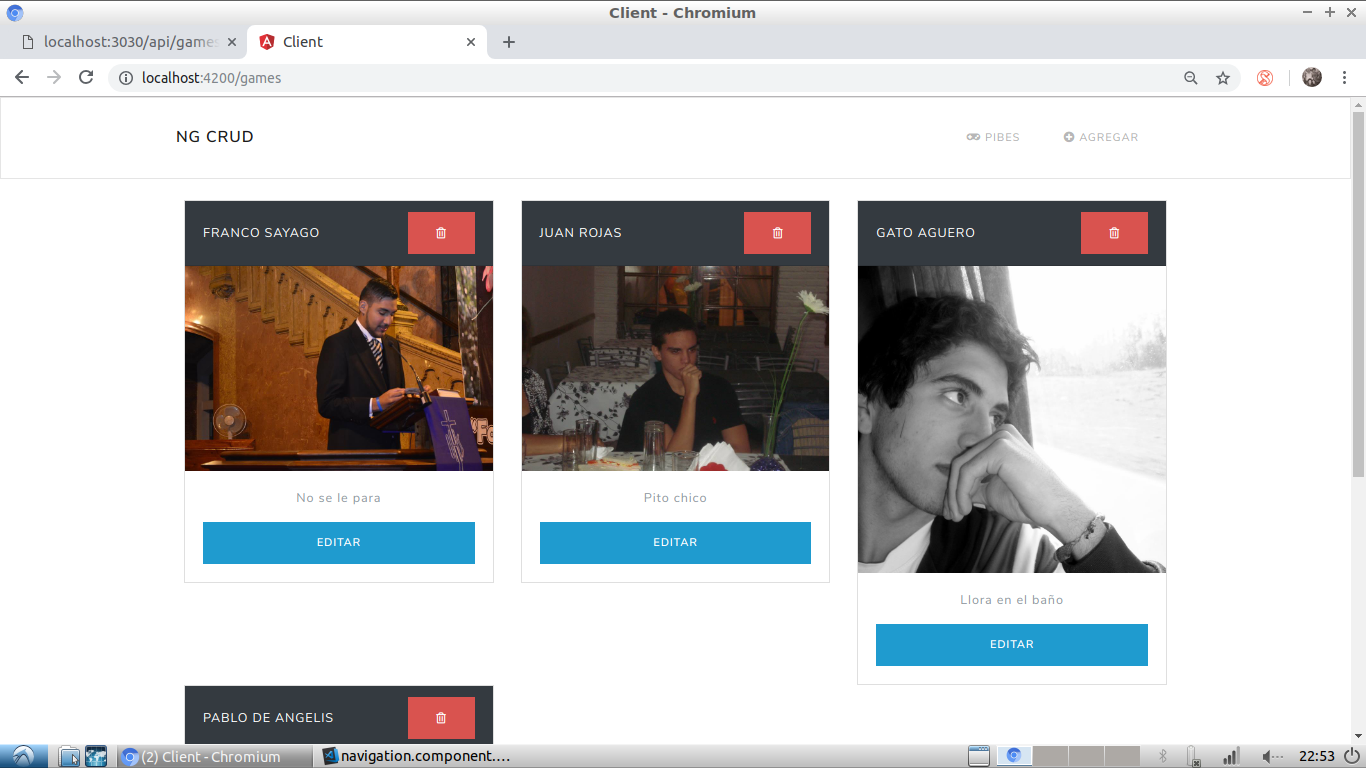 Client - Chromium
localhost:3030/api/game
Client
localhost:4200/games
NG CRUD
PIBES
AGREGAR
FRANCO SAYAGO
JUAN ROJAS
GATO AGUERO
No se le para
EDITAR
Pito chico
EDITAR
Llora en el baño
EDITAR
PABLO DE ANGELIS
(2) Client - Chromium
navigation.component....
22:53